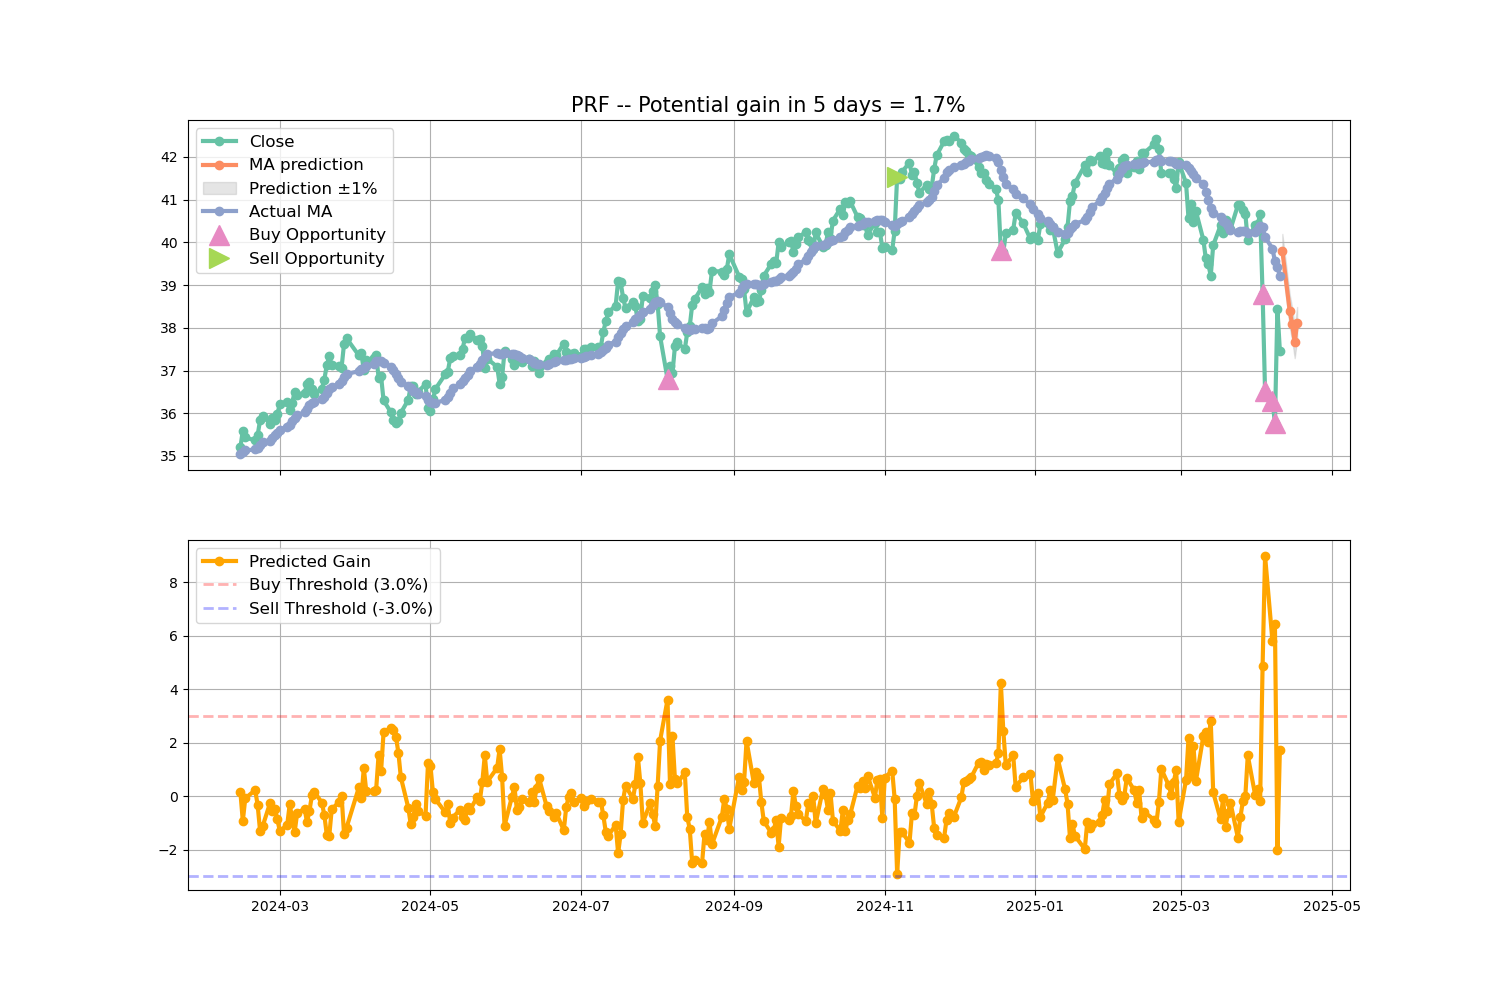 PRF -- Potential gain in 5 days = 1.7%
Close
MA prediction
Prediction ±1%
Actual MA
Buy Opportunity
Sell Opportunity
42
41
40
39
38
37
36
35
Predicted Gain
Buy Threshold (3.0%)
Sell Threshold (-3.0%)
8
6
4
2
0
−2
2024-03
2024-05
2024-07
2024-09
2024-11
2025-01
2025-03
2025-05